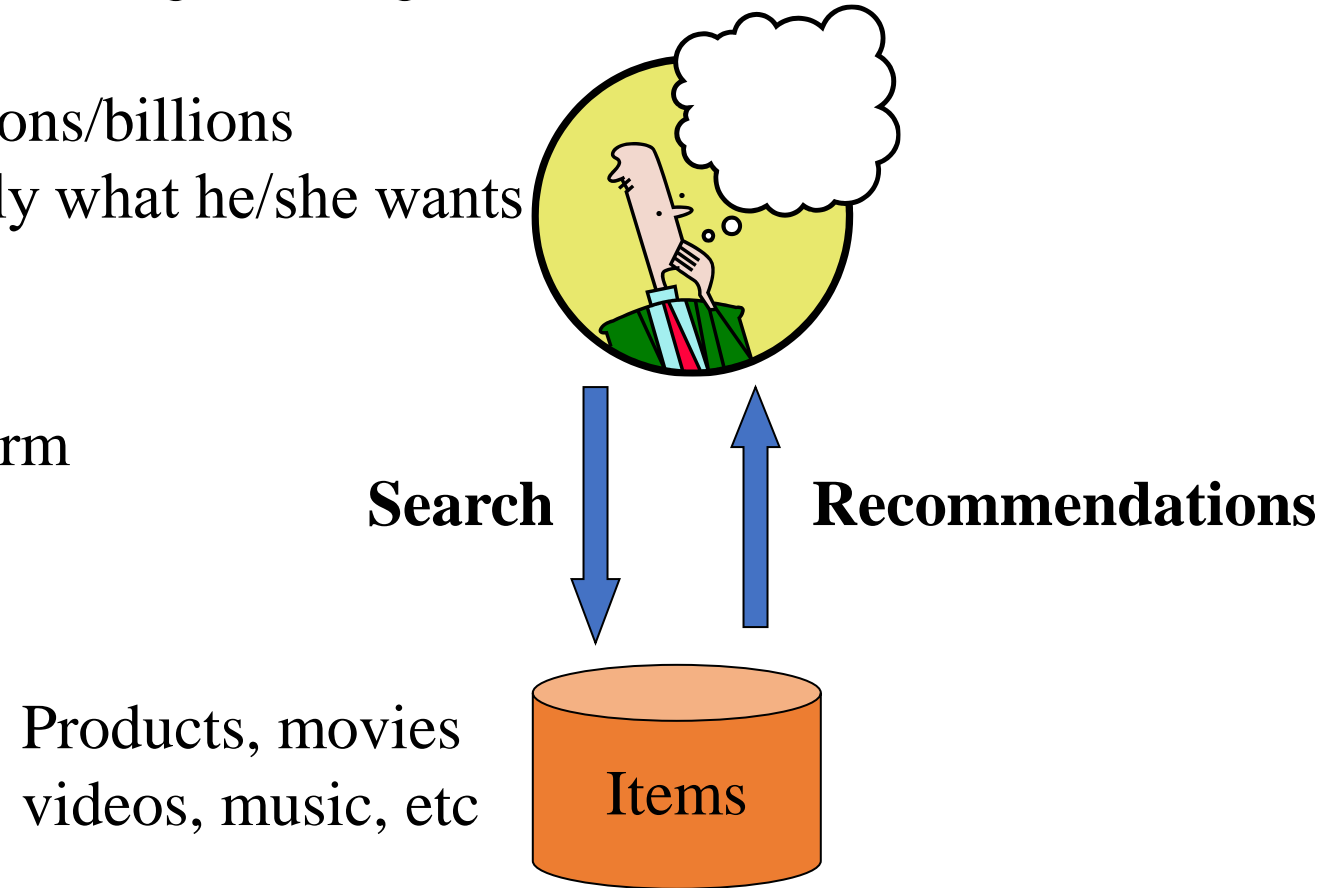 ons/billions
ly what he/she wants
rm
Search
Recommendations
Products, movies
videos, music, etc
Items